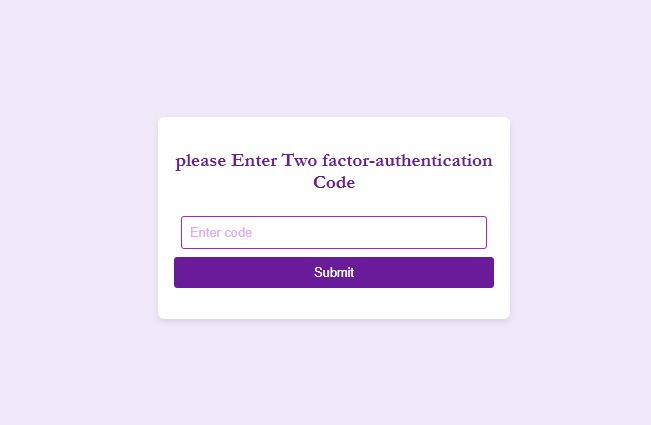 please Enter Two factor-authentication
Code
Enter code
Submit